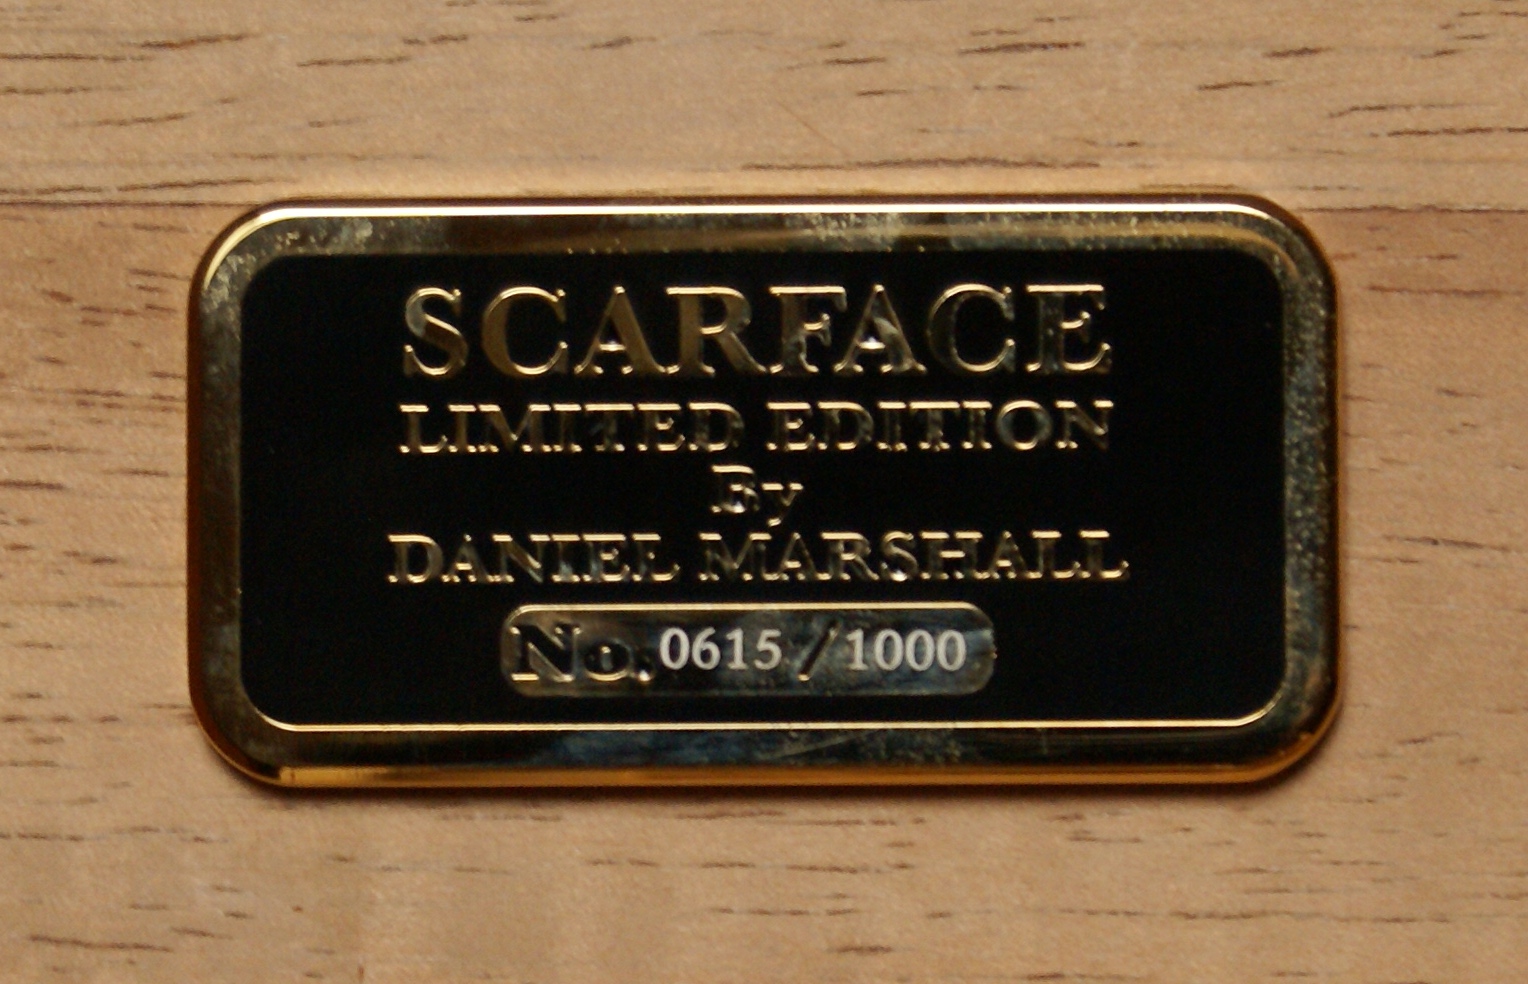 SCARFACE
LIMITED EDITION
By
DANIEL MARSHALL
No. 0615/1000